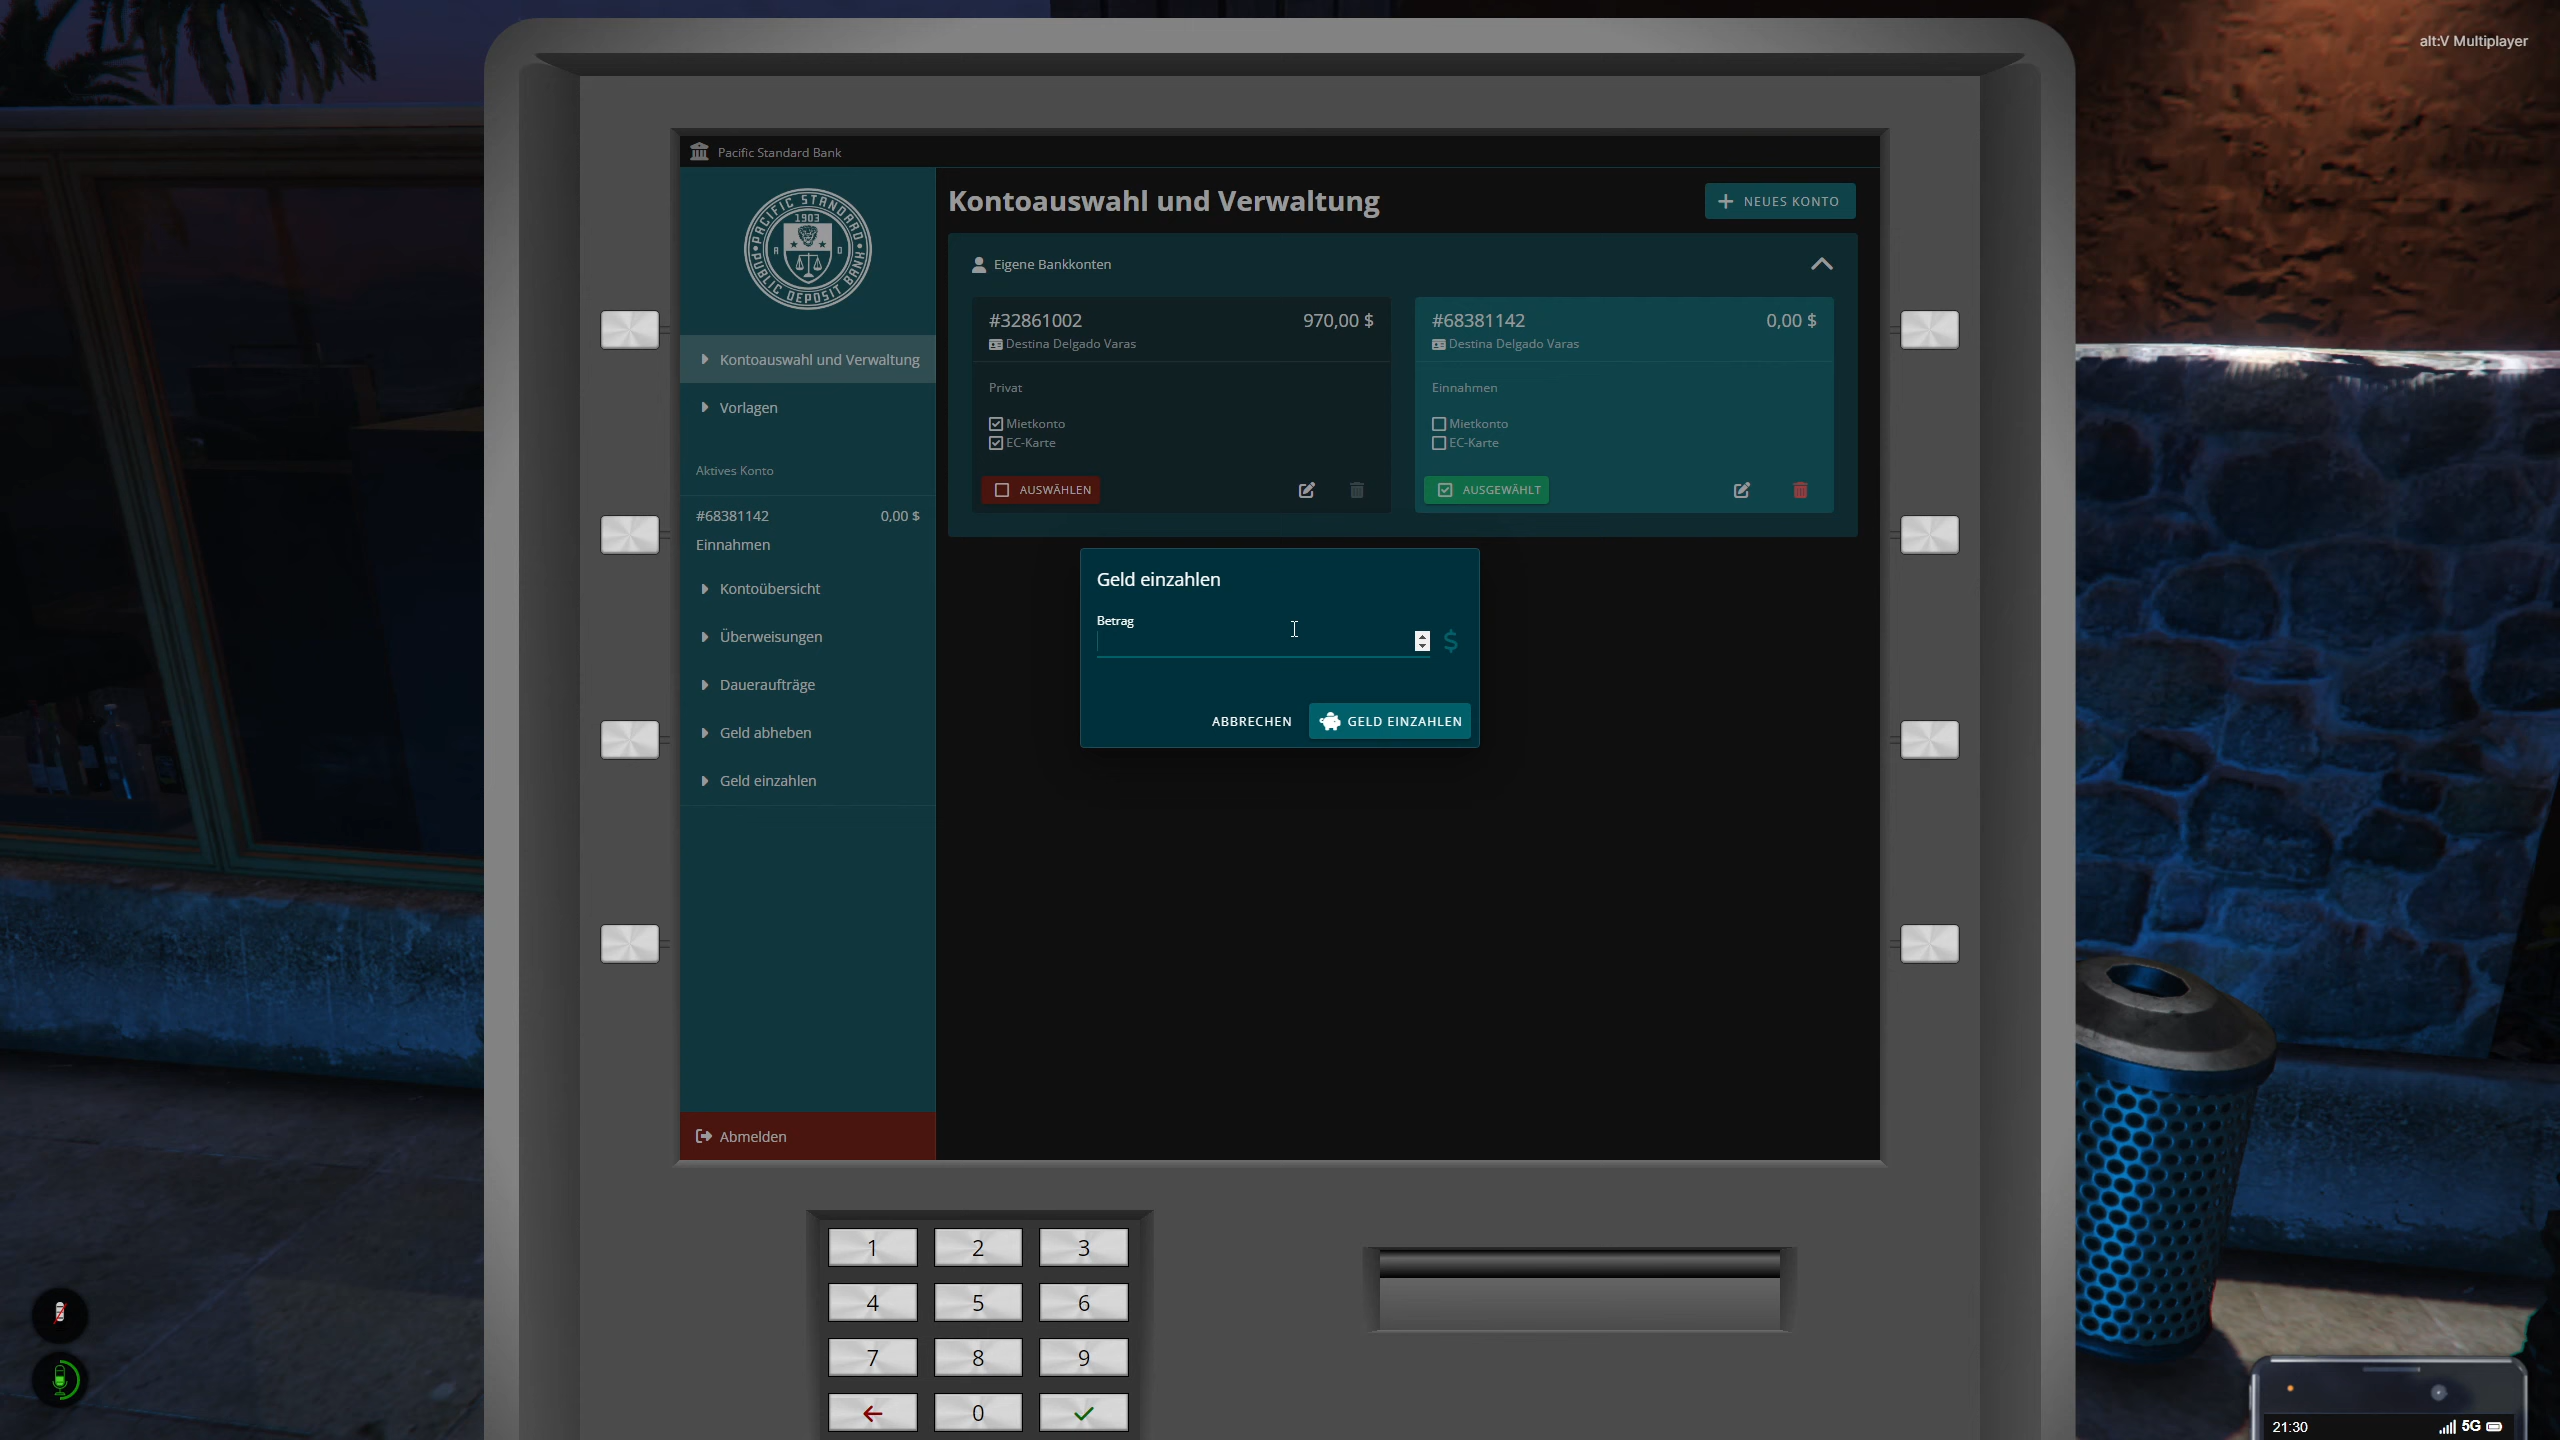 alt:V Multiplayer
Pacific Standard Bank
PACIFIC STANDARD
1903
A D
PUBLIC DEPOSIT BANK
Kontoauswahl und Verwaltung
Vorlagen
Aktives Konto
#68381142 0,00 $
Einnahmen
Kontoübersicht
Überweisungen
Daueraufträge
Geld abheben
Geld einzahlen
Abmelden
Kontoauswahl und Verwaltung
NEUES KONTO
Eigene Bankkonten
#32861002 970,00 $
Destina Delgado Varas
Privat
Mietkonto
EC-Karte
AUSWÄHLEN
#68381142 0,00 $
Destina Delgado Varas
Einnahmen
Mietkonto
EC-Karte
AUSGEWÄHLT
Geld einzahlen
Betrag
$
ABBRECHEN
GELD EINZAHLEN
1 2 3
4 5 6
7 8 9
0
21:30 5G